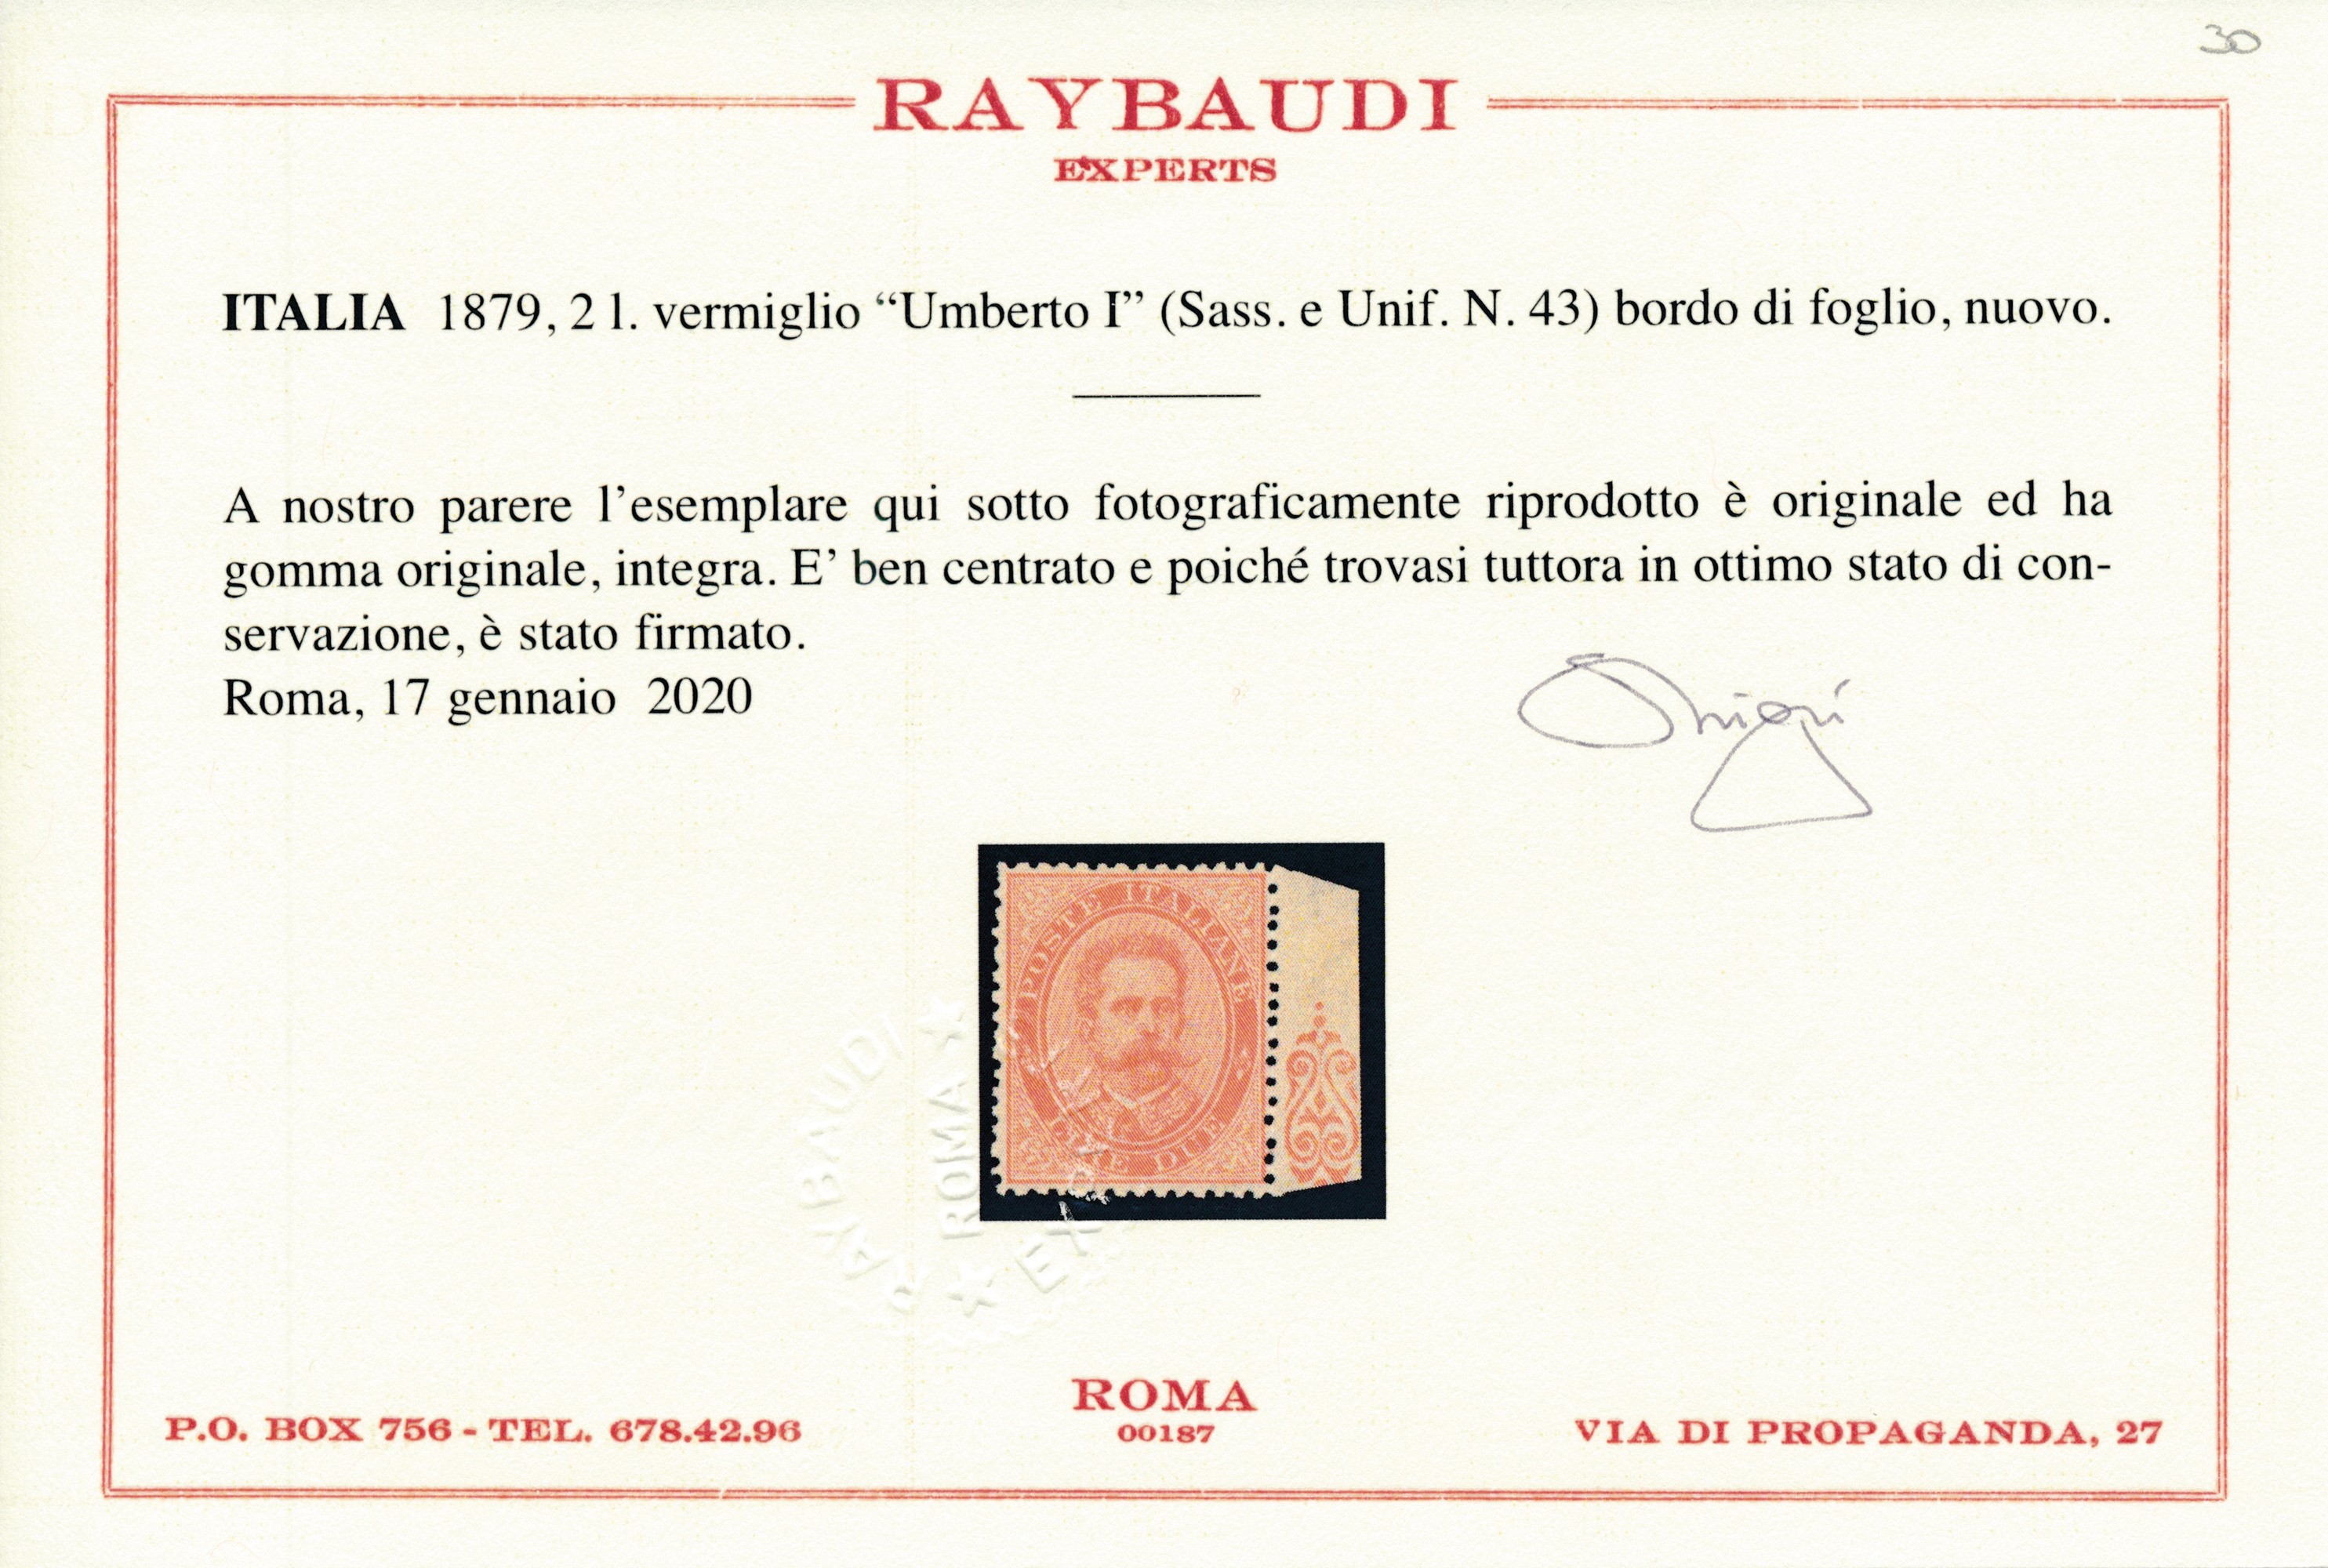 30
RAYBAUDI
EXPERTS
ITALIA 1879, 2 l. vermiglio “Umberto I” (Sass. e Unif. N. 43) bordo di foglio, nuovo.
A nostro parere l’esemplare qui sotto fotograficamente riprodotto è originale ed ha
gomma originale, integra. E’ ben centrato e poiché trovasi tuttora in ottimo stato di con-
servazione, è stato firmato.
Roma, 17 gennaio 2020
POSTE ITALIANE
LIRE DUE
RAYBAUDI
ROMA
ROMA
00187
P.O. BOX 756 - TEL. 678.42.96
VIA DI PROPAGANDA, 27